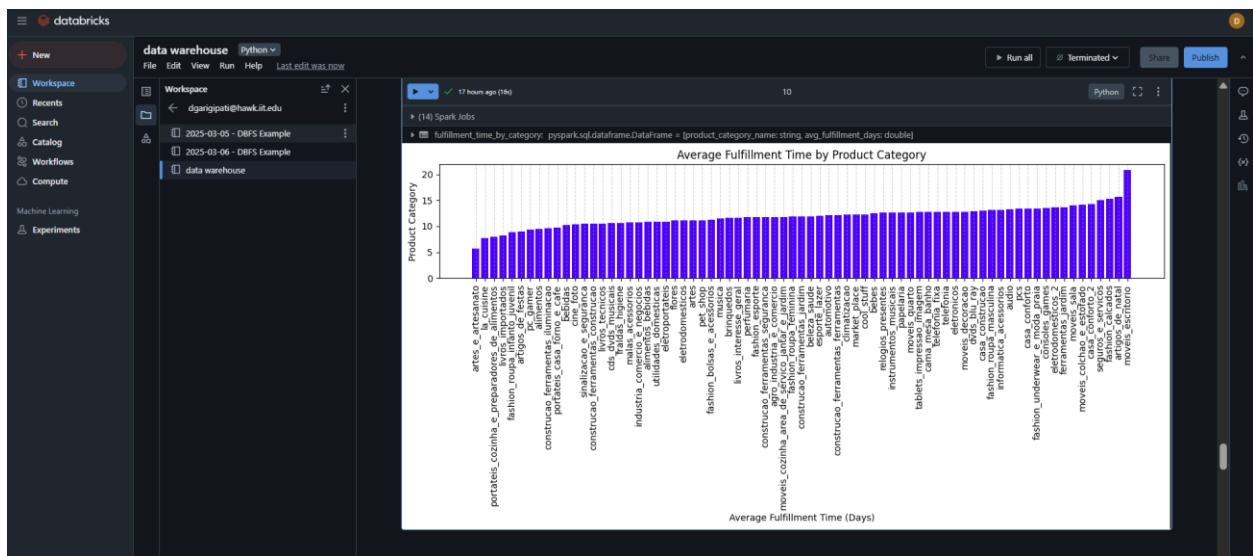 databricks
D
New
Workspace
Recents
Search
Catalog
Workflows
Compute
Machine Learning
Experiments
data warehouse Python
File Edit View Run Help Last edit was now
Run all
Terminated
Share
Publish
Workspace
dgarigipati@hawk.iit.edu
2025-03-05 - DBFS Example
2025-03-06 - DBFS Example
data warehouse
17 hours ago (16s)
10
Python
(14) Spark Jobs
fulfillment_time_by_category: pyspark.sql.dataframe.DataFrame = [product_category_name: string, avg_fulfillment_days: double]
Average Fulfillment Time by Product Category
Product Category
20
15
10
5
0
artes_e_artesanato
la_cuisine
portateis_cozinha_e_preparadores_de_alimentos
livros_importados
fashion_roupa_infanto_juvenil
artigos_de_festas
pc_gamer
alimentos
construcao_ferramentas_iluminacao
portateis_casa_forno_e_cafe
bebidas
cine_foto
sinalizacao_e_seguranca
construcao_ferramentas_construcao
livros_tecnicos
cds_dvds_musicais
fraldas_higiene
malas_acessorios
industria_comercio_e_negocios
alimentos_bebidas
utilidades_domesticas
eletroportateis
flores
eletrodomesticos
artes
pet_shop
fashion_bolsas_e_acessorios
musica
brinquedos
livros_interesse_geral
perfumaria
fashion_esporte
construcao_ferramentas_seguranca
agro_industria_e_comercio
moveis_cozinha_area_de_servico_jantar_e_jardim
fashion_roupa_feminina
construcao_ferramentas_jardim
beleza_saude
esporte_lazer
automotivo
construcao_ferramentas_ferramentas
climatizacao
market_place
cool_stuff
bebes
relogios_presentes
instrumentos_musicais
papelaria
moveis_quarto
tablets_impressao_imagem
cama_mesa_banho
telefonia_fixa
telefonia
eletronicos
moveis_decoracao
dvds_blu_ray
casa_construcao
fashion_roupa_masculina
informatica_acessorios
audio
pcs
casa_conforto
fashion_underwear_e_moda_praia
consoles_games
eletrodomesticos_2
ferramentas_jardim
moveis_sala
moveis_colchao_e_estofado
casa_conforto_2
seguros_e_servicos
fashion_calcados
artigos_de_natal
moveis_escritorio
Average Fulfillment Time (Days)